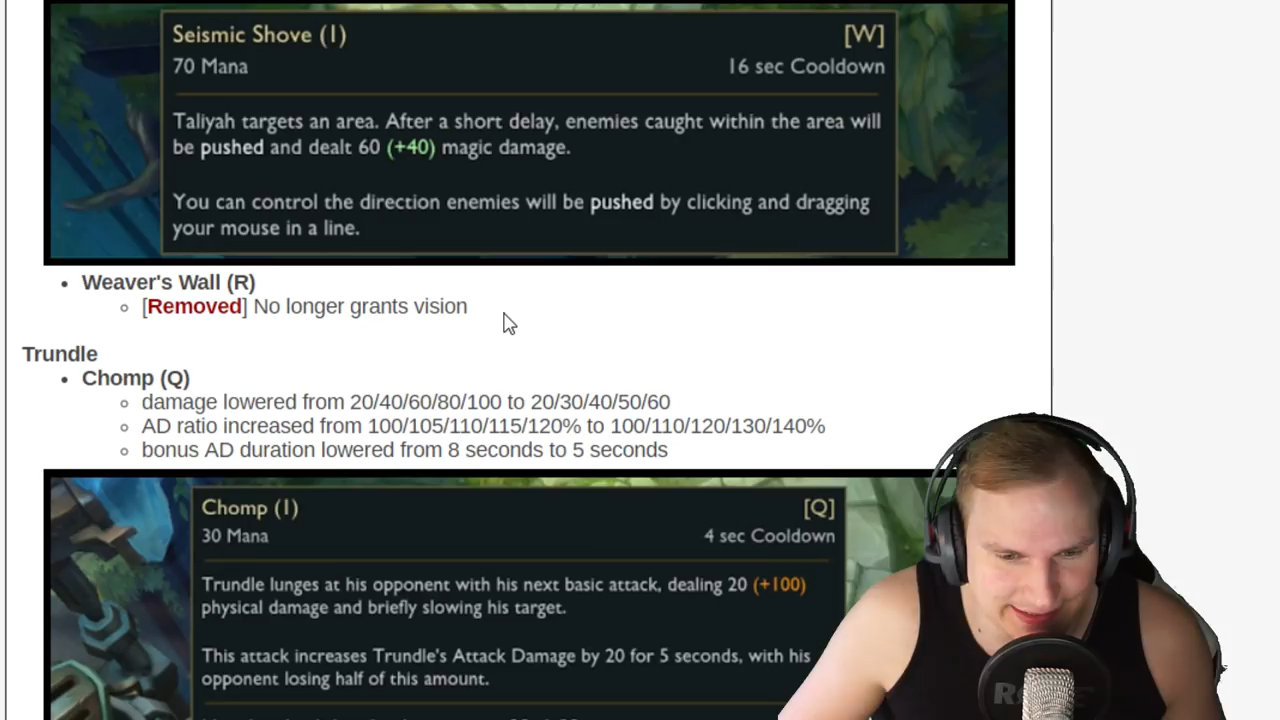 Seismic Shove (1) [W]
70 Mana 16 sec Cooldown
Taliyah targets an area. After a short delay, enemies caught within the area will
be pushed and dealt 60 (+40) magic damage.
You can control the direction enemies will be pushed by clicking and dragging
your mouse in a line.
• Weaver's Wall (R)
◦ [Removed] No longer grants vision
Trundle
• Chomp (Q)
◦ damage lowered from 20/40/60/80/100 to 20/30/40/50/60
◦ AD ratio increased from 100/105/110/115/120% to 100/110/120/130/140%
◦ bonus AD duration lowered from 8 seconds to 5 seconds
Chomp (1) [Q]
30 Mana 4 sec Cooldown
Trundle lunges at his opponent with his next basic attack, dealing 20 (+100)
physical damage and briefly slowing his target.
This attack increases Trundle's Attack Damage by 20 for 5 seconds, with his
opponent losing half of this amount.